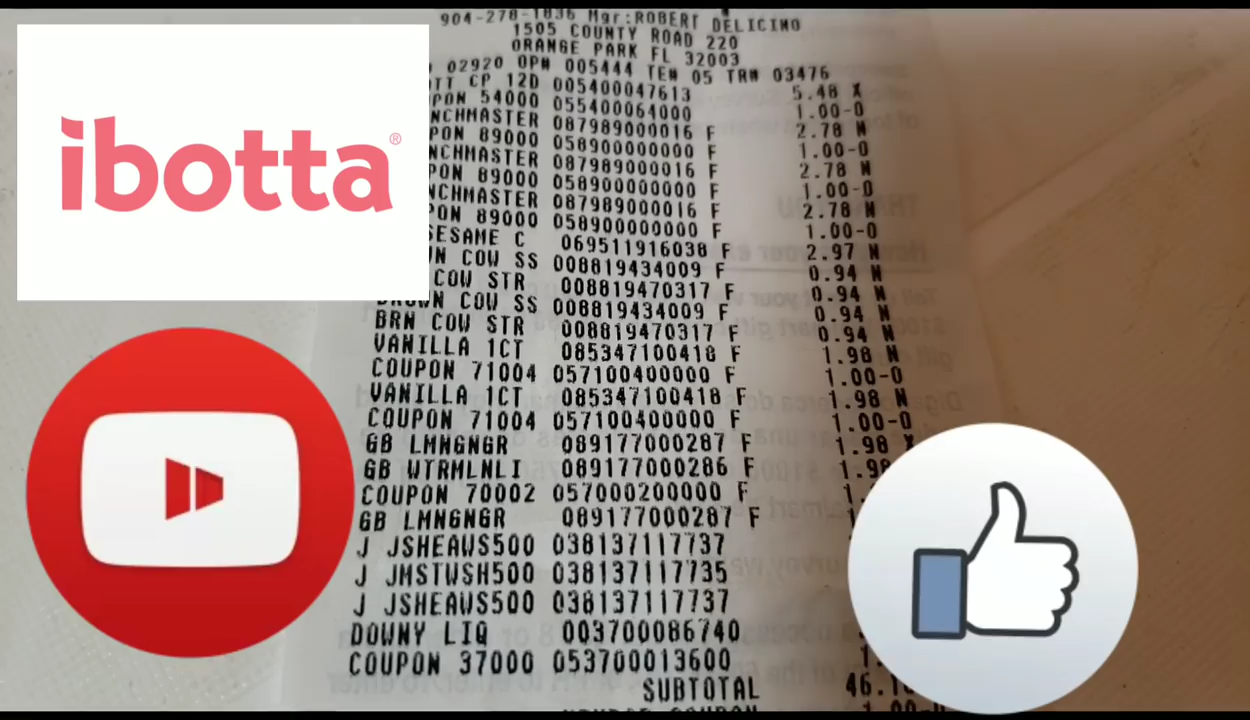 ibotta®
904-278-1836 Mgr:ROBERT DELICINO
1505 COUNTY ROAD 220
ORANGE PARK FL 32003
02920 OP# 005444 TE# 05 TR# 03476
CP 12D 005400047613 5.48 X
54000 055400064000 1.00-O
087989000016 F 2.78 N
89000 058900000000 F 1.00-O
087989000016 F 2.78 N
89000 058900000000 F 1.00-O
087989000016 F 2.78 N
89000 058900000000 F 1.00-O
SESAME C 069511916038 F 2.97 N
COW SS 008819434009 F 0.94 N
COW STR 008819470317 F 0.94 N
BROWN COW SS 008819434009 F 0.94 N
BRN COW STR 008819470317 F 0.94 N
VANILLA 1CT 085347100418 F 1.98 N
COUPON 71004 057100400000 F 1.00-O
VANILLA 1CT 085347100418 F 1.98 N
COUPON 71004 057100400000 F 1.00-O
GB LMNGNGR 089177000287 F 1.98 X
GB WTRMLNLI 089177000286 F 1.98
COUPON 70002 057000200000 F
GB LMNGNGR 089177000287 F
J JSHEAWS500 038137117737
J JMSTWSH500 038137117735
J JSHEAWS500 038137117737
DOWNY LIQ 003700086740
COUPON 37000 053700013600
SUBTOTAL
COUPON 1.00-O